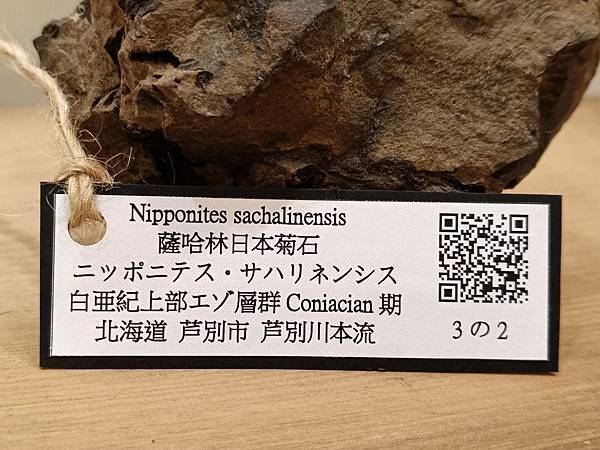 Nipponites sachalinensis
薩哈林日本菊石
ニッポニテス・サハリネンシス
白亜紀上部エゾ層群 Coniacian 期
北海道 芦別市 芦別川本流
3の2